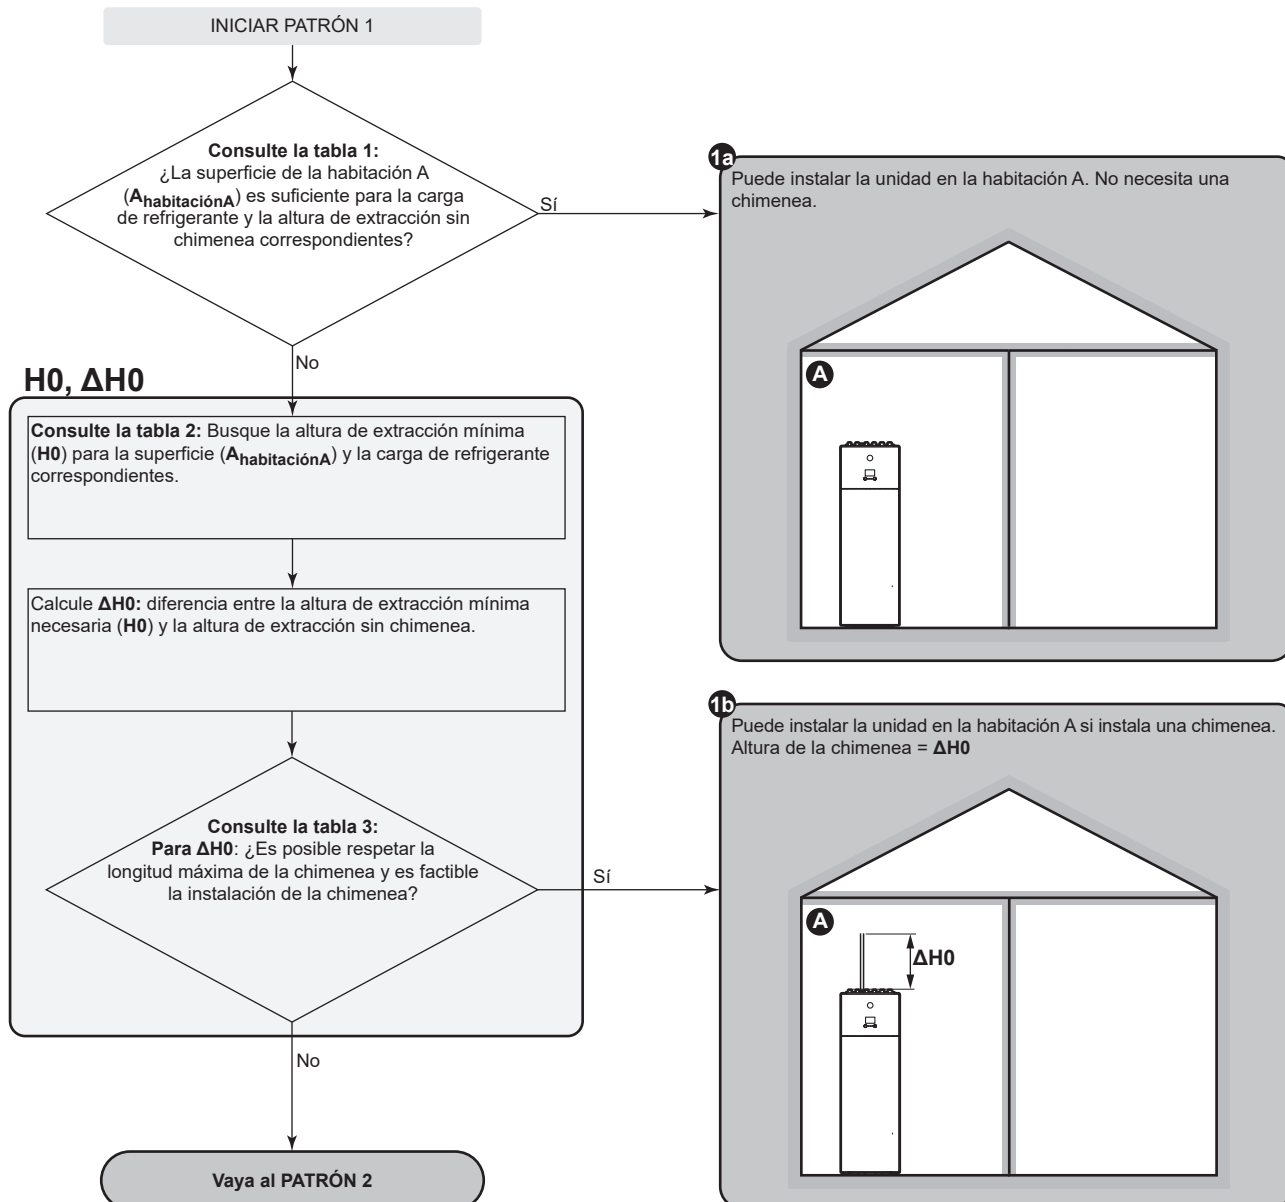 INICIAR PATRÓN 1
Consulte la tabla 1:
¿La superficie de la habitación A
(AhabitaciónA) es suficiente para la carga
de refrigerante y la altura de extracción sin
chimenea correspondientes?
Sí
1a
Puede instalar la unidad en la habitación A. No necesita una
chimenea.
A
No
H0, ΔH0
Consulte la tabla 2: Busque la altura de extracción mínima
(H0) para la superficie (AhabitaciónA) y la carga de refrigerante
correspondientes.
Calcule ΔH0: diferencia entre la altura de extracción mínima
necesaria (H0) y la altura de extracción sin chimenea.
Consulte la tabla 3:
Para ΔH0: ¿Es posible respetar la
longitud máxima de la chimenea y es factible
la instalación de la chimenea?
Sí
1b
Puede instalar la unidad en la habitación A si instala una chimenea.
Altura de la chimenea = ΔH0
A
ΔH0
No
Vaya al PATRÓN 2